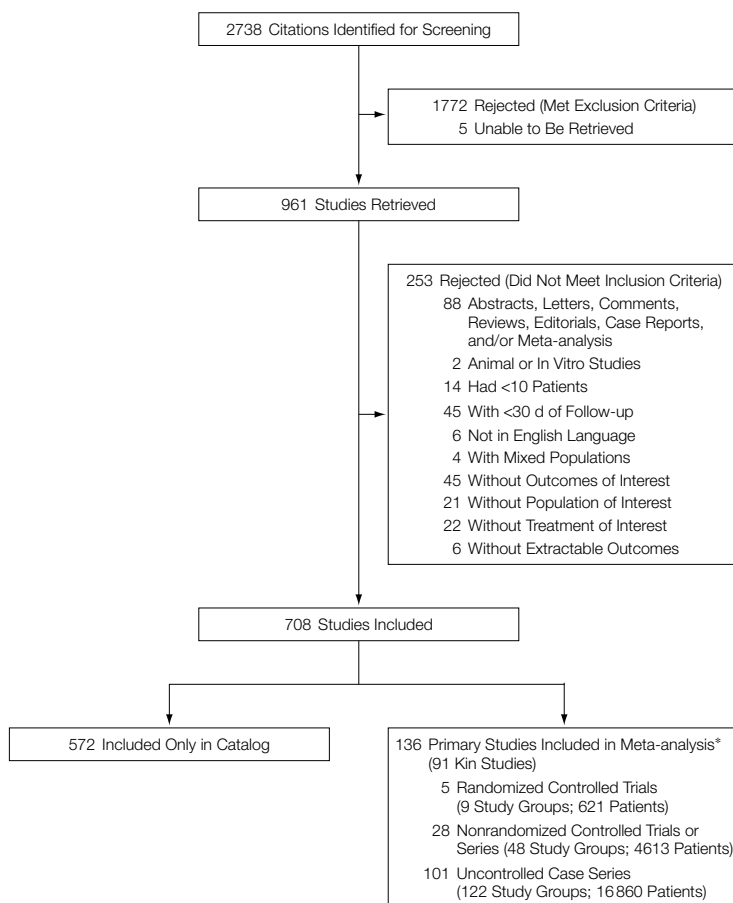 2738 Citations Identified for Screening
1772 Rejected (Met Exclusion Criteria)
5 Unable to Be Retrieved
961 Studies Retrieved
253 Rejected (Did Not Meet Inclusion Criteria)
88 Abstracts, Letters, Comments,
Reviews, Editorials, Case Reports,
and/or Meta-analysis
2 Animal or In Vitro Studies
14 Had <10 Patients
45 With <30 d of Follow-up
6 Not in English Language
4 With Mixed Populations
45 Without Outcomes of Interest
21 Without Population of Interest
22 Without Treatment of Interest
6 Without Extractable Outcomes
708 Studies Included
572 Included Only in Catalog
136 Primary Studies Included in Meta-analysis*
(91 Kin Studies)
5 Randomized Controlled Trials
(9 Study Groups; 621 Patients)
28 Nonrandomized Controlled Trials or
Series (48 Study Groups; 4613 Patients)
101 Uncontrolled Case Series
(122 Study Groups; 16 860 Patients)